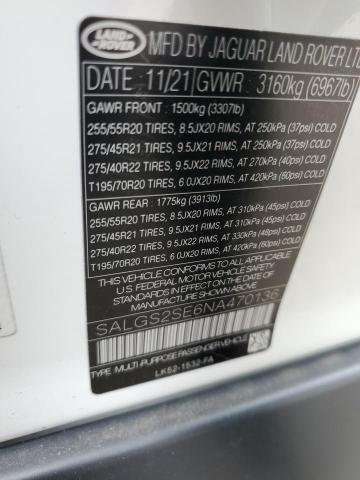 LAND ROVER
MFD BY JAGUAR LAND ROVER LTD
DATE 11/21 GVWR 3160kg (6967lb)
GAWR FRONT : 1500kg (3307lb)
255/55R20 TIRES, 8.5JX20 RIMS, AT 250kPa (37psi) COLD
275/45R21 TIRES, 9.5JX21 RIMS, AT 250kPa (37psi) COLD
275/40R22 TIRES, 9.5JX22 RIMS, AT 270kPa (40psi) COLD
T195/70R20 TIRES, 6.0JX20 RIMS, AT 420kPa (60psi) COLD
GAWR REAR : 1775kg (3913lb)
255/55R20 TIRES, 8.5JX20 RIMS, AT 310kPa (45psi) COLD
275/45R21 TIRES, 9.5JX21 RIMS, AT 310kPa (45psi) COLD
275/40R22 TIRES, 9.5JX22 RIMS, AT 330kPa (48psi) COLD
T195/70R20 TIRES, 6.0JX20 RIMS, AT 420kPa (60psi) COLD
THIS VEHICLE CONFORMS TO ALL APPLICABLE
U.S. FEDERAL MOTOR VEHICLE SAFETY
STANDARDS IN EFFECT ON THE DATE OF
MANUFACTURE SHOWN ABOVE.
SALGS2SE6NA470136
TYPE: MULTI-PURPOSE PASSENGER VEHICLE
LK62-1532-FA